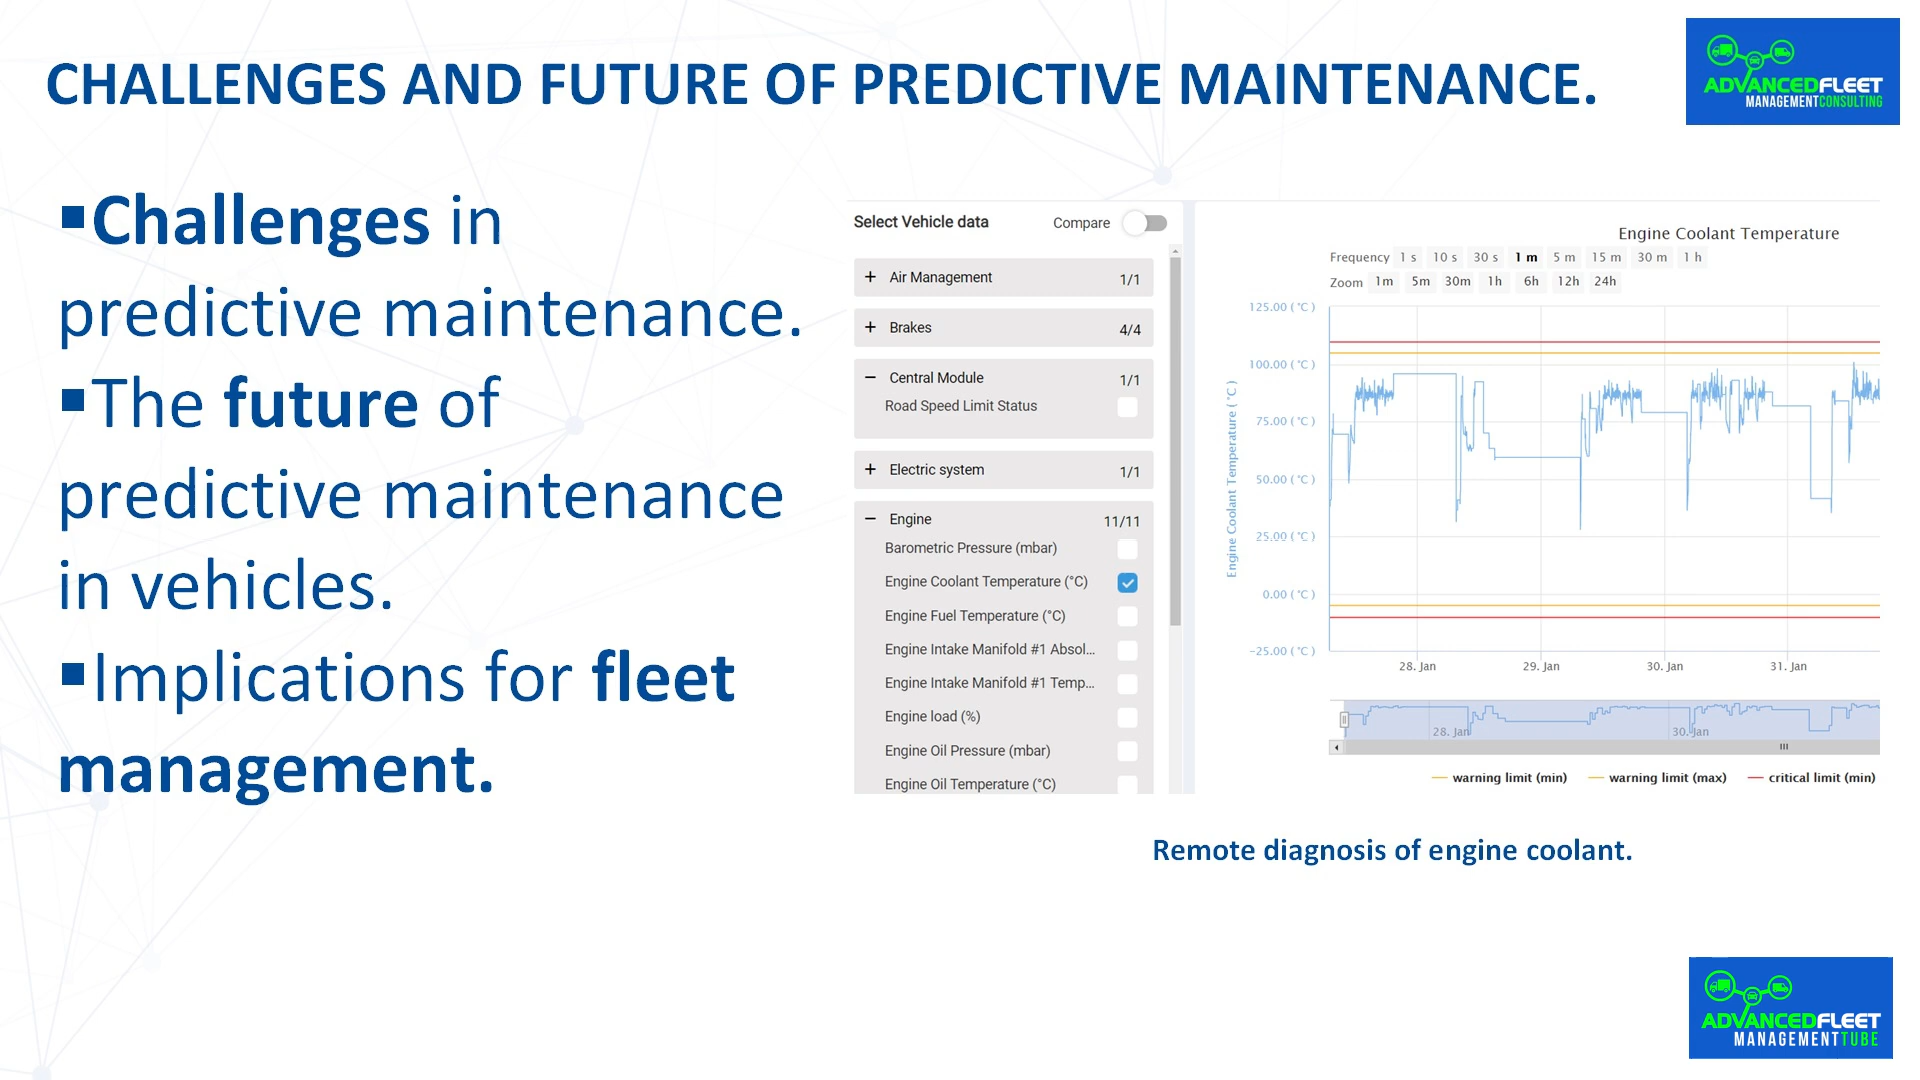 CHALLENGES AND FUTURE OF PREDICTIVE MAINTENANCE.
ADVANCEDFLEET
MANAGEMENTCONSULTING
▪Challenges in
predictive maintenance.
▪The future of
predictive maintenance
in vehicles.
▪Implications for fleet
management.
Select Vehicle data
Compare
+ Air Management 1/1
+ Brakes 4/4
− Central Module 1/1
Road Speed Limit Status
+ Electric system 1/1
− Engine 11/11
Barometric Pressure (mbar)
Engine Coolant Temperature (°C)
Engine Fuel Temperature (°C)
Engine Intake Manifold #1 Absol...
Engine Intake Manifold #1 Temp...
Engine load (%)
Engine Oil Pressure (mbar)
Engine Oil Temperature (°C)
Engine Coolant Temperature
Frequency 1 s 10 s 30 s 1 m 5 m 15 m 30 m 1 h
Zoom 1m 5m 30m 1h 6h 12h 24h
Engine Coolant Temperature (°C)
125.00 (°C)
100.00 (°C)
75.00 (°C)
50.00 (°C)
25.00 (°C)
0.00 (°C)
−25.00 (°C)
28. Jan 29. Jan 30. Jan 31. Jan
28. Jan 30. Jan
warning limit (min) warning limit (max) critical limit (min)
Remote diagnosis of engine coolant.
ADVANCEDFLEET
MANAGEMENTTUBE